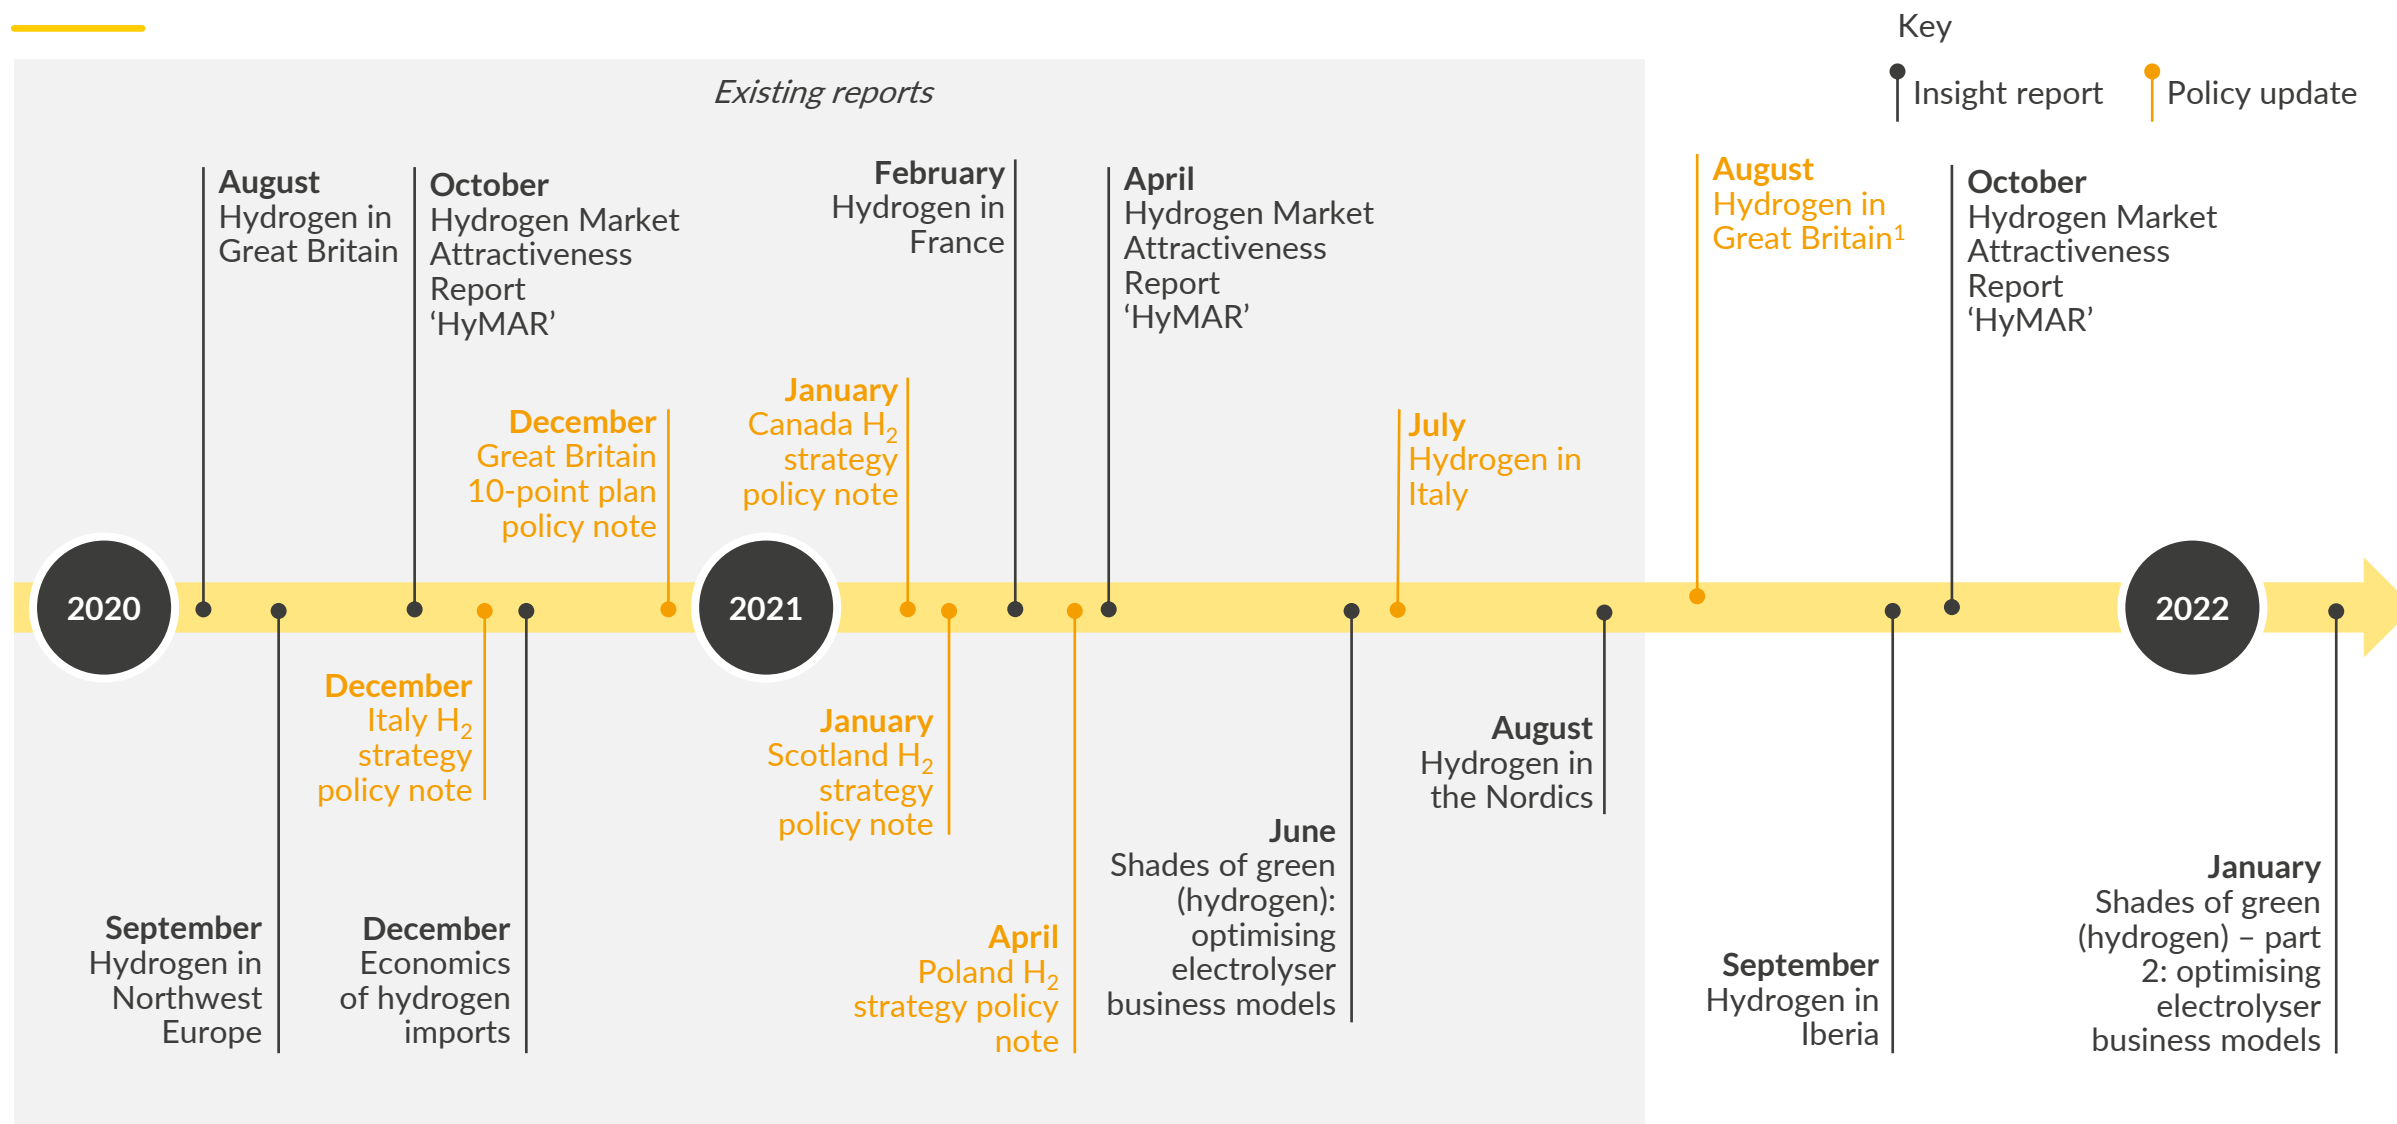 Key
Insight report
Policy update
Existing reports
August
Hydrogen in
Great Britain
October
Hydrogen Market
Attractiveness
Report
‘HyMAR’
December
Great Britain
10-point plan
policy note
January
Canada H₂
strategy
policy note
February
Hydrogen in
France
April
Hydrogen Market
Attractiveness
Report
‘HyMAR’
July
Hydrogen in
Italy
August
Hydrogen in
Great Britain¹
October
Hydrogen Market
Attractiveness
Report
‘HyMAR’
2020
2021
2022
September
Hydrogen in
Northwest
Europe
December
Italy H₂
strategy
policy note
December
Economics
of hydrogen
imports
January
Scotland H₂
strategy
policy note
April
Poland H₂
strategy policy
note
June
Shades of green
(hydrogen):
optimising
electrolyser
business models
August
Hydrogen in
the Nordics
September
Hydrogen in
Iberia
January
Shades of green
(hydrogen) – part
2: optimising
electrolyser
business models